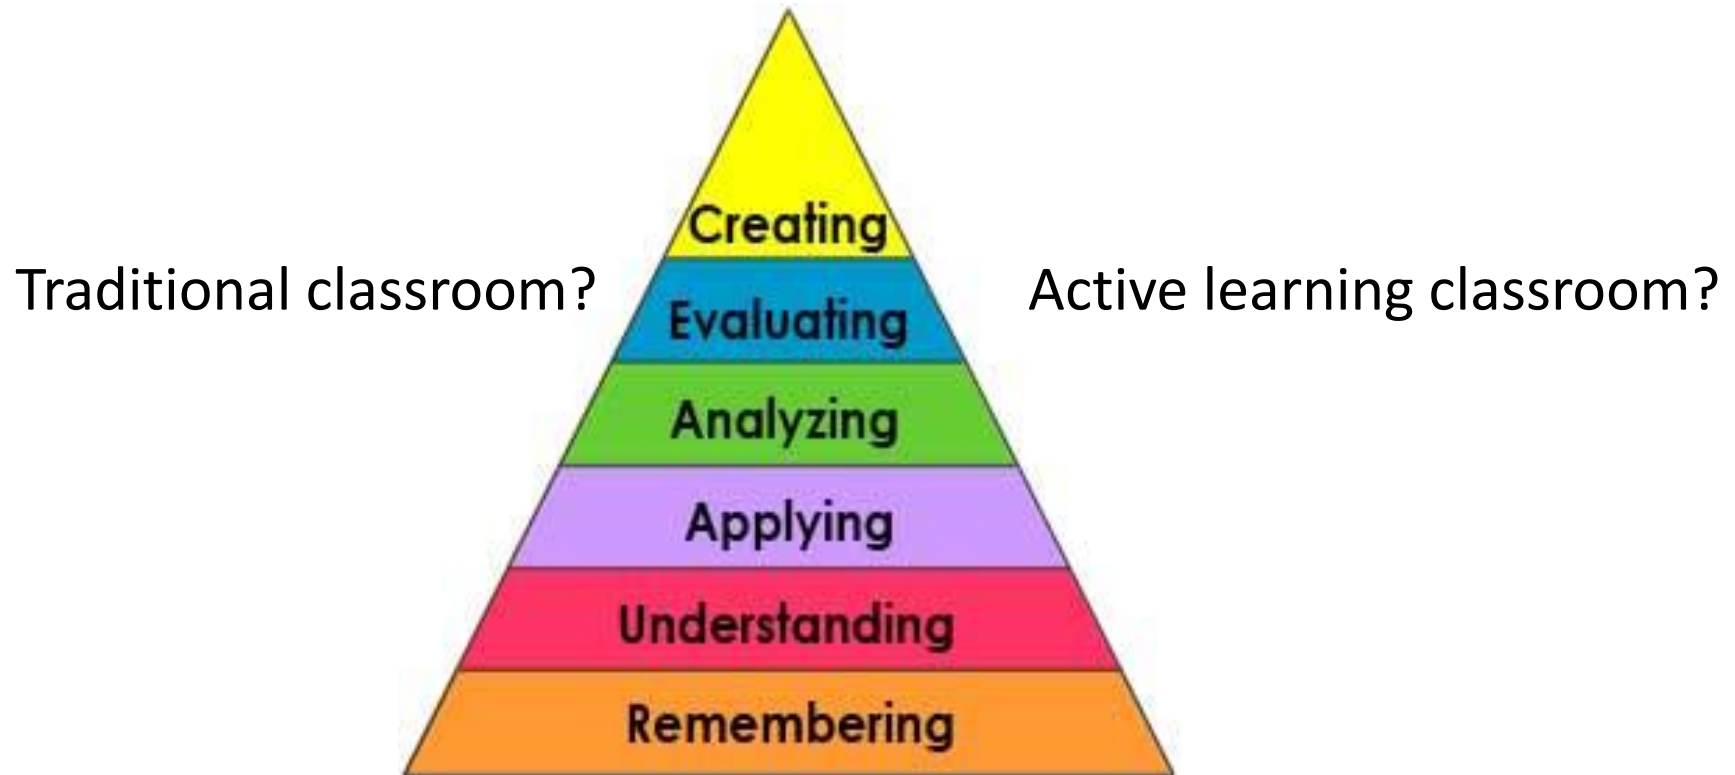 Creating
Traditional classroom?
Active learning classroom?
Evaluating
Analyzing
Applying
Understanding
Remembering